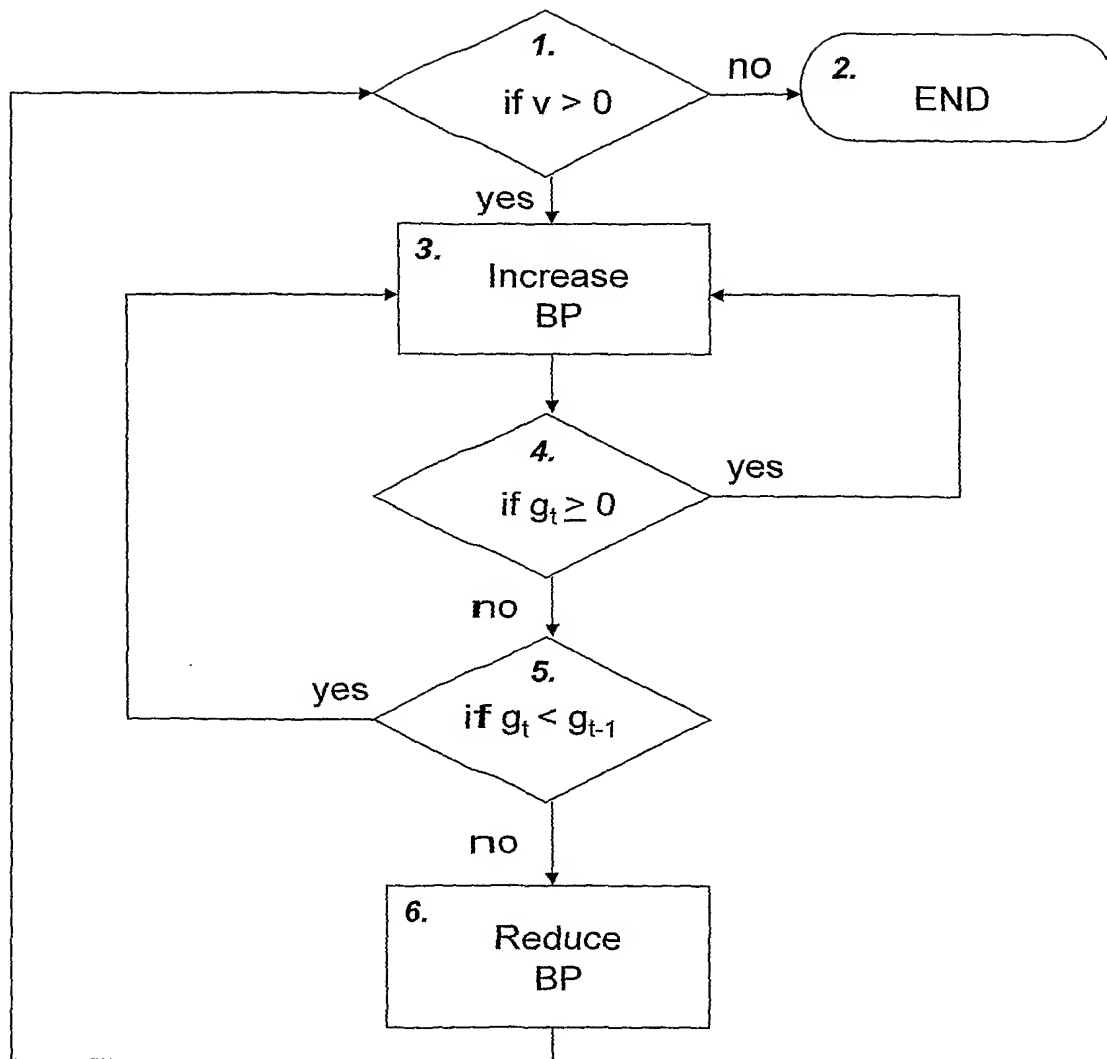 1.
if v > 0
no
2.
END
yes
3.
Increase
BP
4.
if gₜ ≥ 0
yes
no
5.
if gₜ < gₜ₋₁
yes
no
6.
Reduce
BP